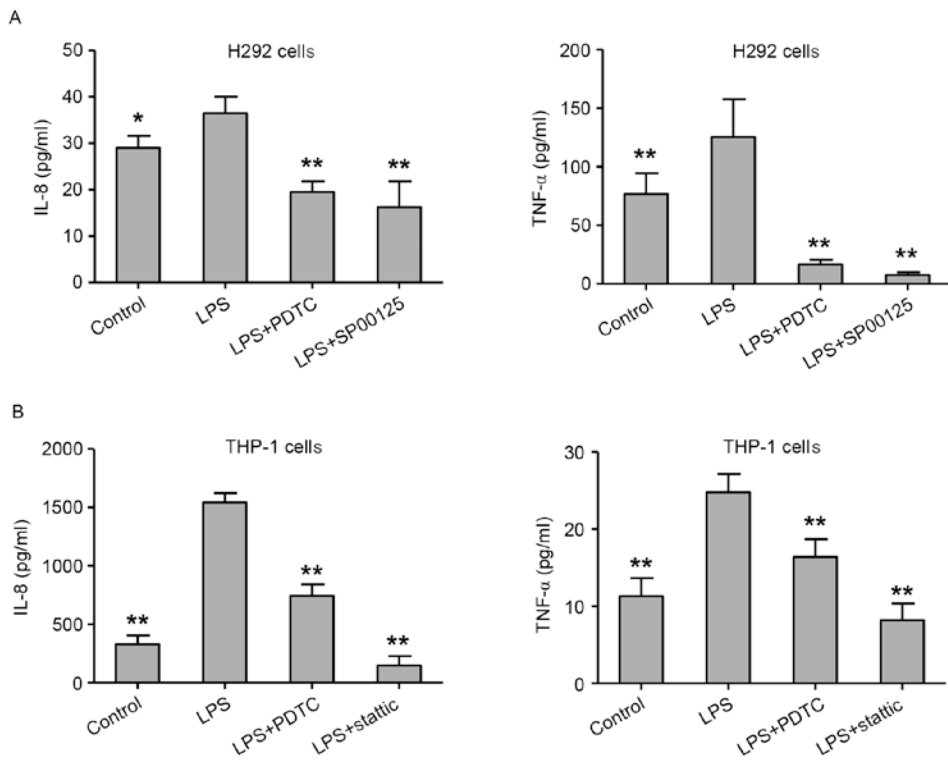 A
H292 cells
IL-8 (pg/ml)
50
40
30
20
10
0
*
**
**
Control
LPS
LPS+PDTC
LPS+SP00125
H292 cells
TNF-α (pg/ml)
200
150
100
50
0
**
**
**
Control
LPS
LPS+PDTC
LPS+SP00125
B
THP-1 cells
IL-8 (pg/ml)
2000
1500
1000
500
0
**
**
**
Control
LPS
LPS+PDTC
LPS+stattic
THP-1 cells
TNF-α (pg/ml)
30
20
10
0
**
**
**
Control
LPS
LPS+PDTC
LPS+stattic